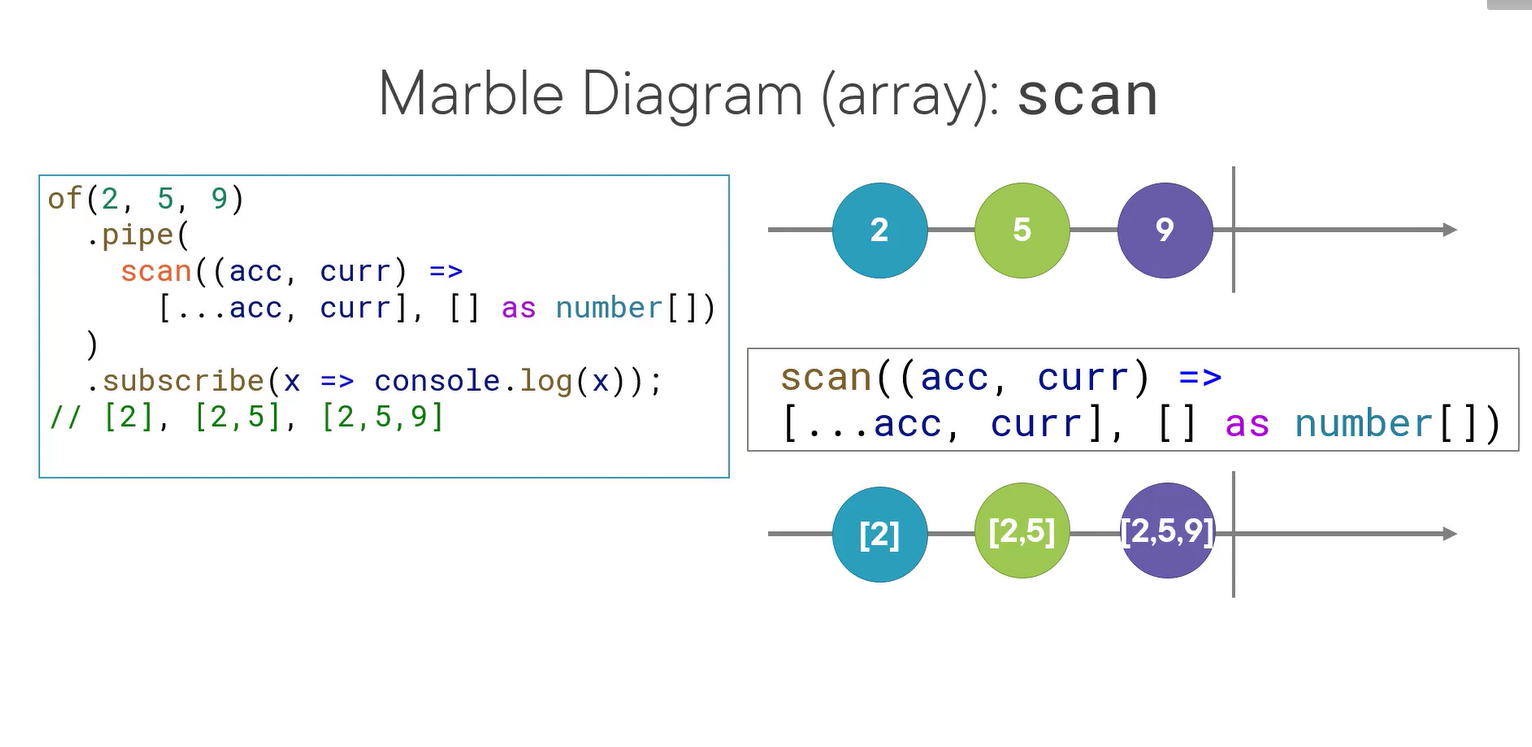 Marble Diagram (array): scan
of(2, 5, 9)
  .pipe(
    scan((acc, curr) =>
      [...acc, curr], [] as number[])
  )
  .subscribe(x => console.log(x));
// [2], [2,5], [2,5,9]
2 5 9
scan((acc, curr) =>
[...acc, curr], [] as number[])
[2] [2,5] [2,5,9]